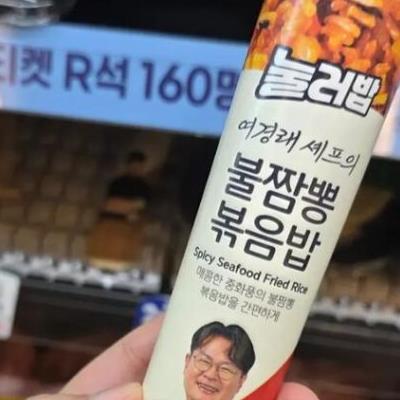 티켓 R석 160명
눌러밥
여경래 셰프의
불짬뽕
볶음밥
Spicy Seafood Fried Rice
매콤한 중화풍의 불짬뽕
볶음밥을 간편하게